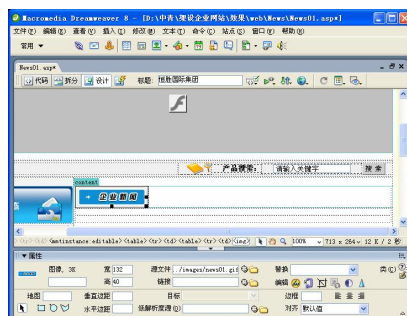 Macromedia Dreamweaver 8 - [D:\中青\现设企业网站\效果\web\News\News01.asp*]
文件(F) 编辑(E) 查看(V) 插入(I) 修改(M) 文本(T) 命令(C) 站点(S) 窗口(W) 帮助(H)
常用
News01.asp*
代码 拆分 设计 标题: 恒胜国际集团
产品搜索: 请输入关键字 搜索
content
企业新闻
<mmtinstance:editable> <table> <tr> <td> <table> <tr> <td> <img> 100% 713 x 264 12 K / 2 秒
属性
图像, 3K 宽 132 源文件 ../images/news01.gif 替换 类(C)
高 40 链接 编辑
地图 垂直边距 目标 边框
水平边距 低解析度源(O) 对齐 默认值